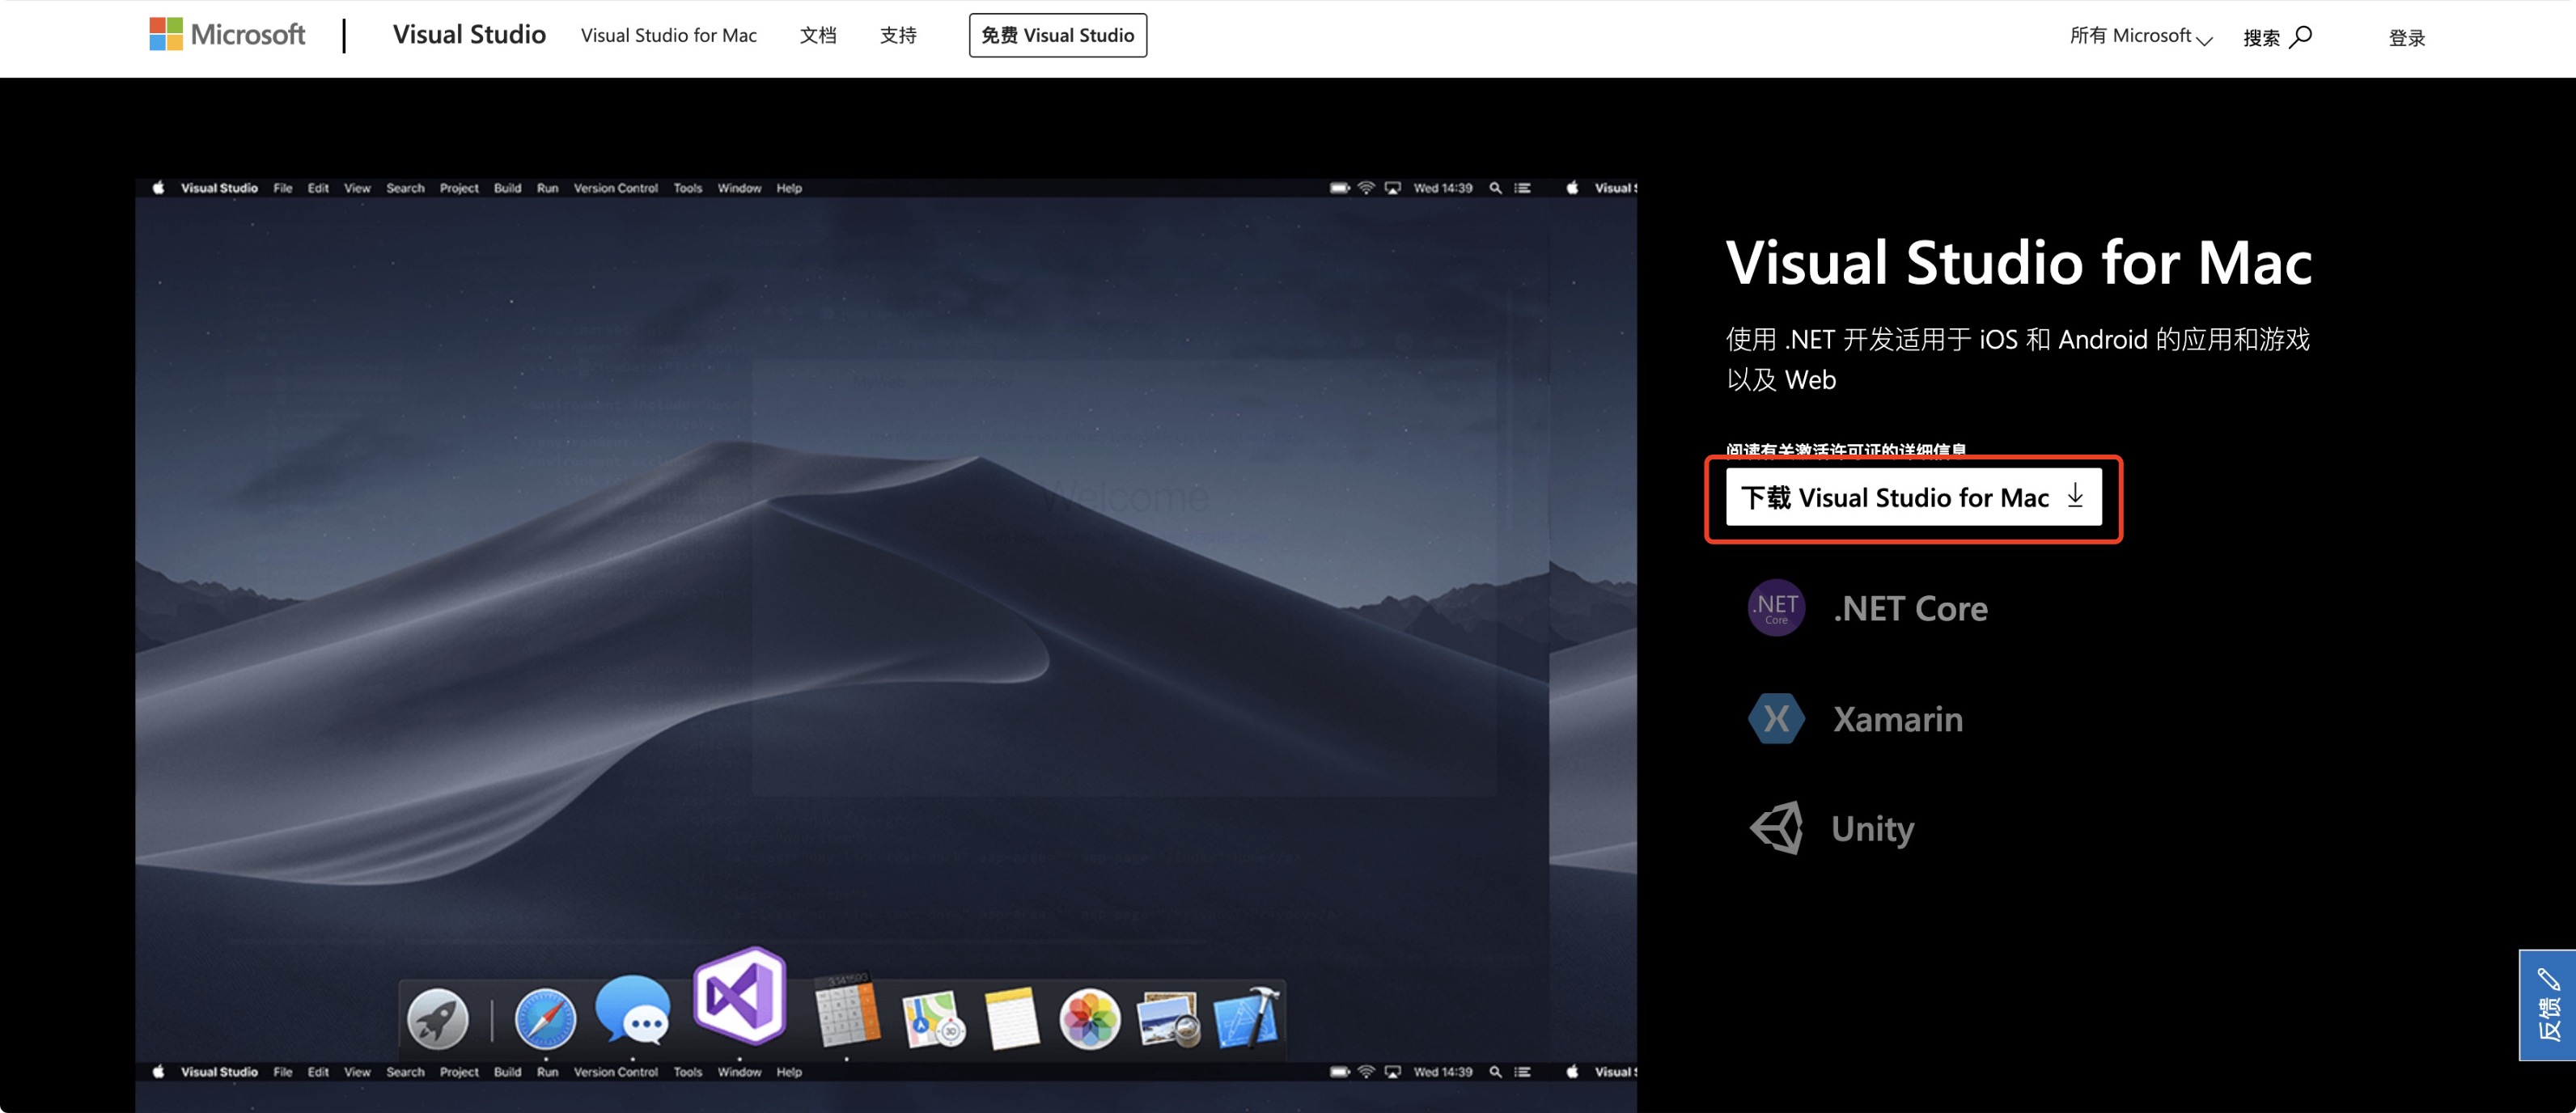 Microsoft
Visual Studio
Visual Studio for Mac
文档
支持
免费 Visual Studio
所有 Microsoft
搜索
登录
Visual Studio File Edit View Search Project Build Run Version Control Tools Window Help
Wed 14:39
Visual S
Visual Studio for Mac
使用 .NET 开发适用于 iOS 和 Android 的应用和游戏
以及 Web
阅读有关激活许可证的详细信息
下载 Visual Studio for Mac
Welcome
.NET
Core
.NET Core
Xamarin
Unity
3D
反馈
Visual Studio File Edit View Search Project Build Run Version Control Tools Window Help
Wed 14:39
Visual S